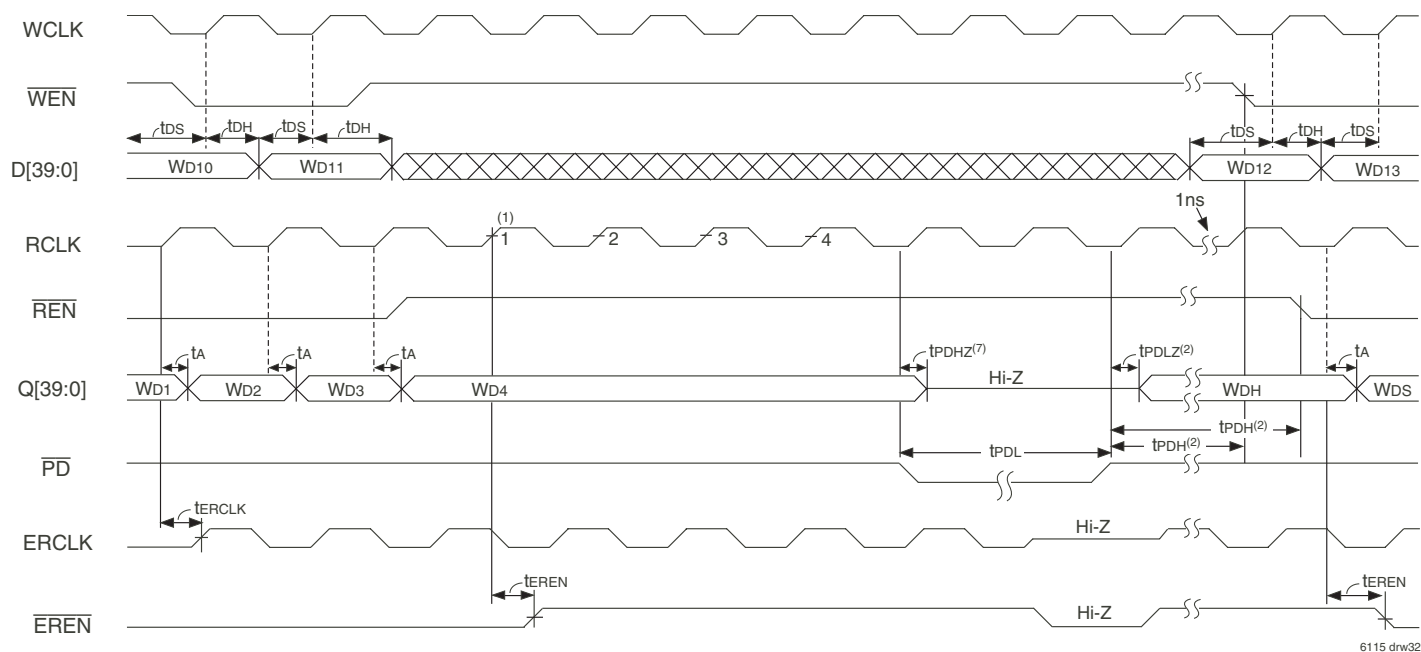 WCLK
WEN
tDS tDH tDS tDH tDS tDH tDS
D[39:0] WD10 WD11 WD12 WD13
1ns
(1)
RCLK 1 2 3 4
REN
tA tA tA tPDHZ(7) tPDLZ(2) tA
Q[39:0] WD1 WD2 WD3 WD4 Hi-Z WDH WDS
tPDH(2)
tPDL tPDH(2)
PD
tERCLK
ERCLK Hi-Z
tEREN tEREN
EREN Hi-Z
6115 drw32